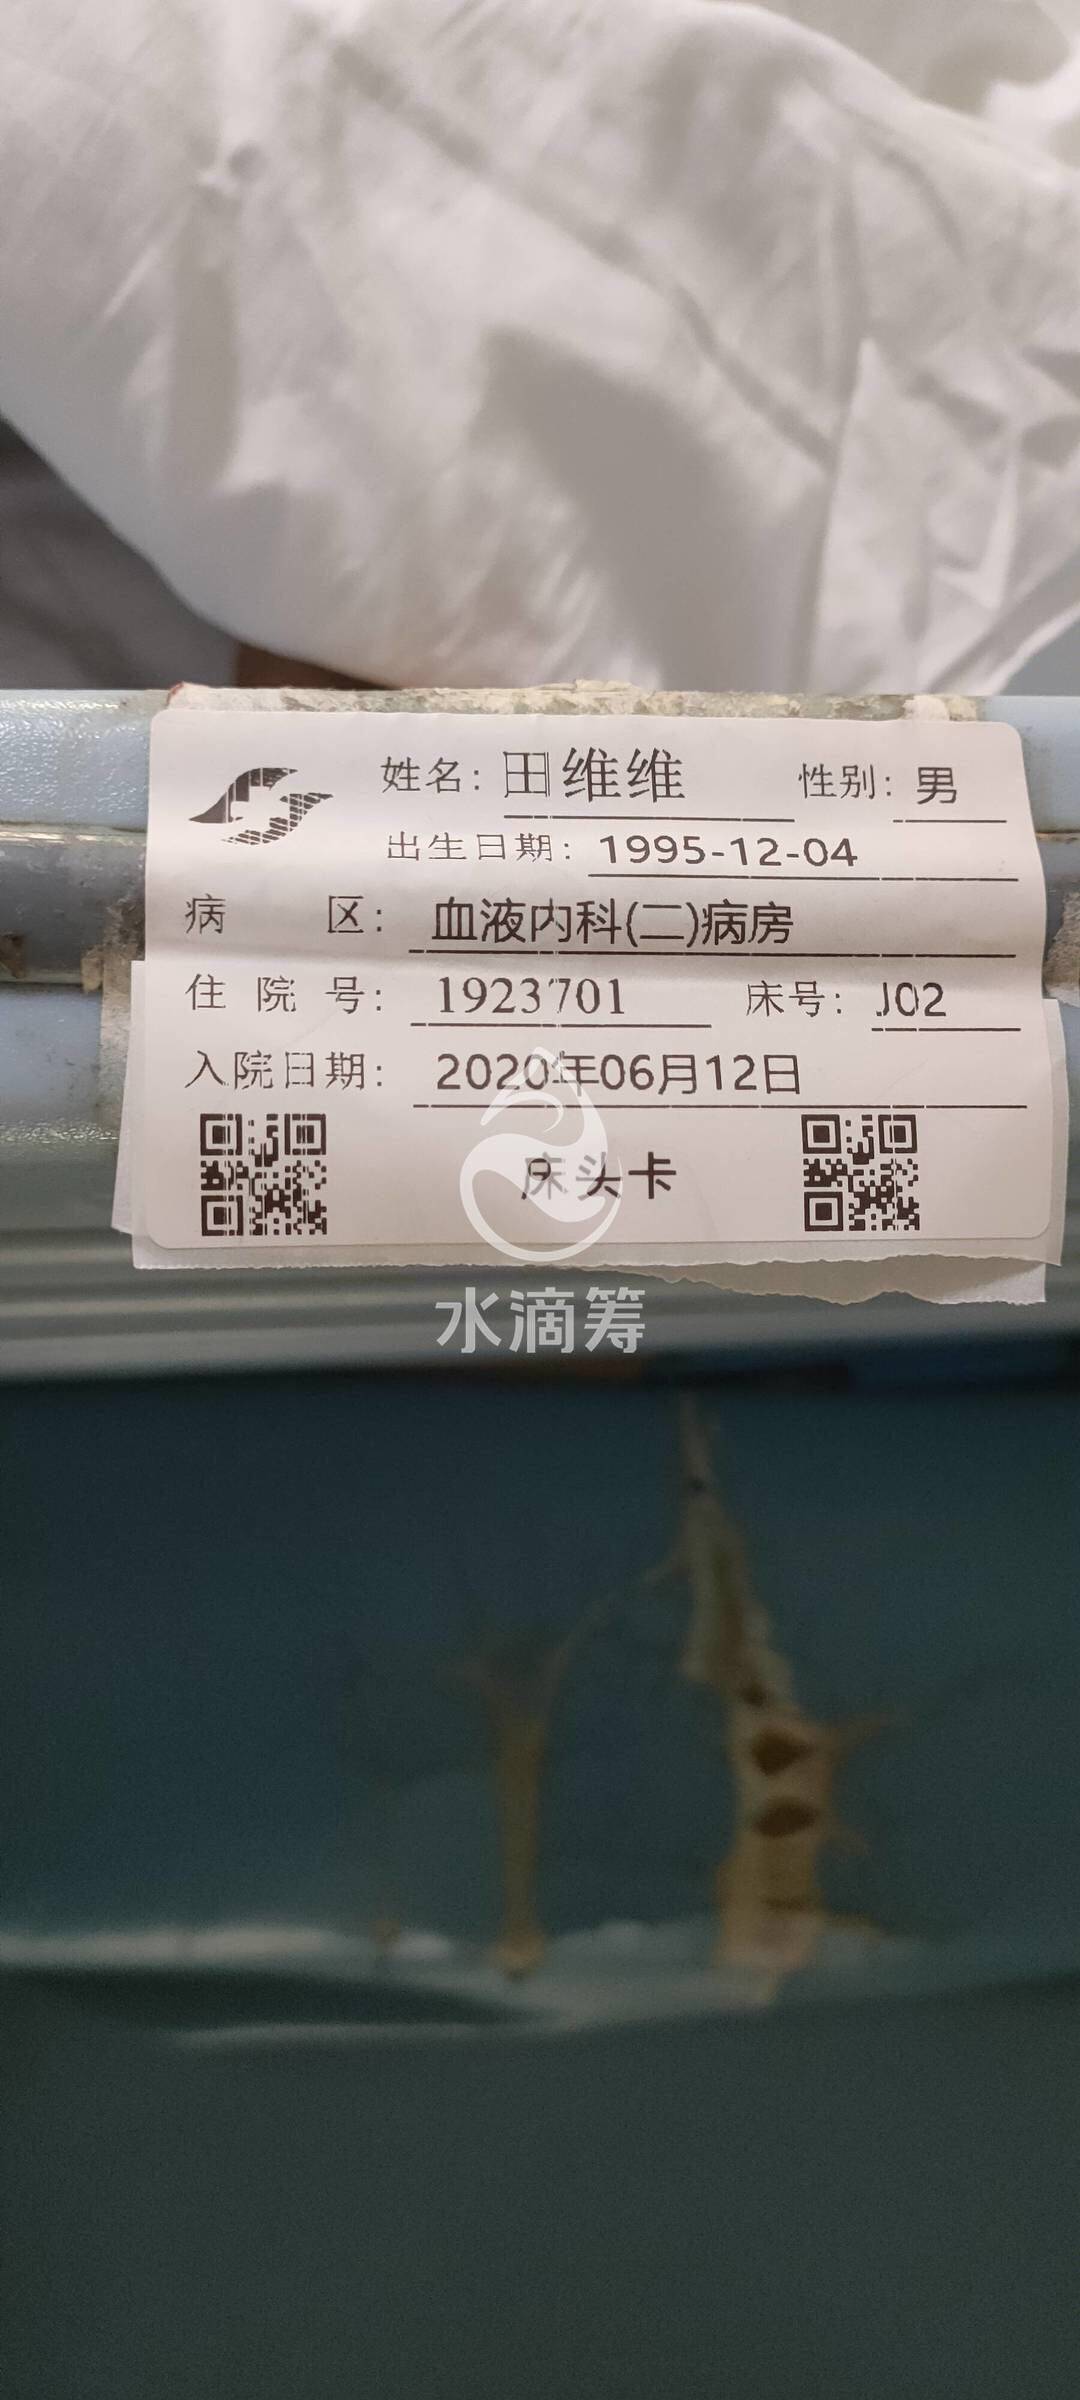 姓名: 田维维 性别: 男
出生日期: 1995-12-04
病区: 血液内科(二)病房
住院号: 1923701 床号: J02
入院日期: 2020年06月12日
床头卡
水滴筹